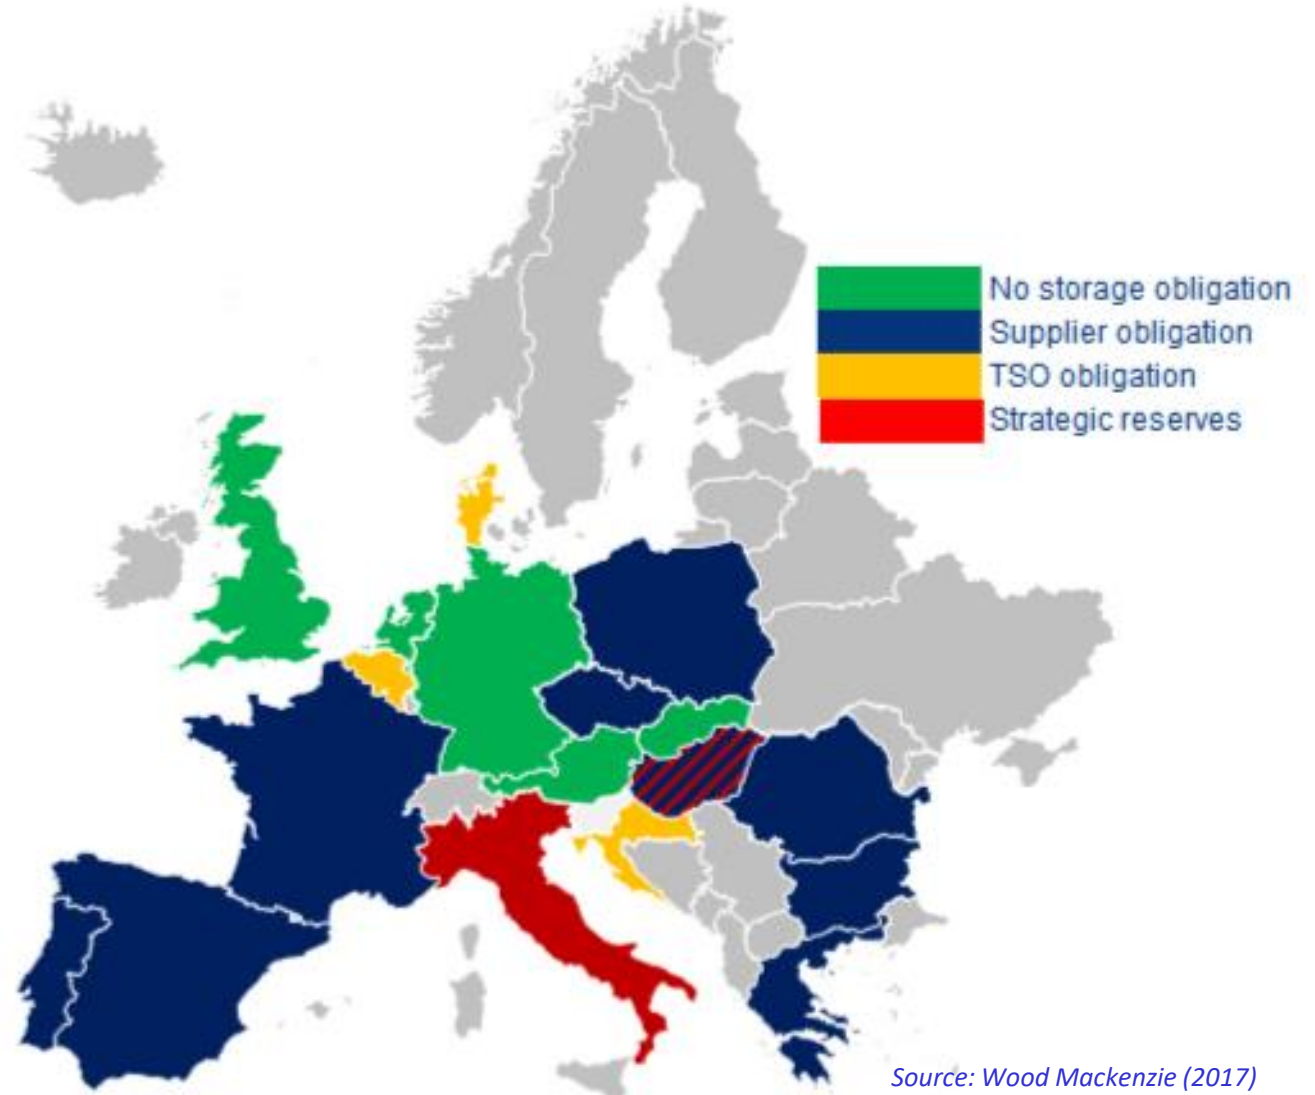 No storage obligation
Supplier obligation
TSO obligation
Strategic reserves
Source: Wood Mackenzie (2017)